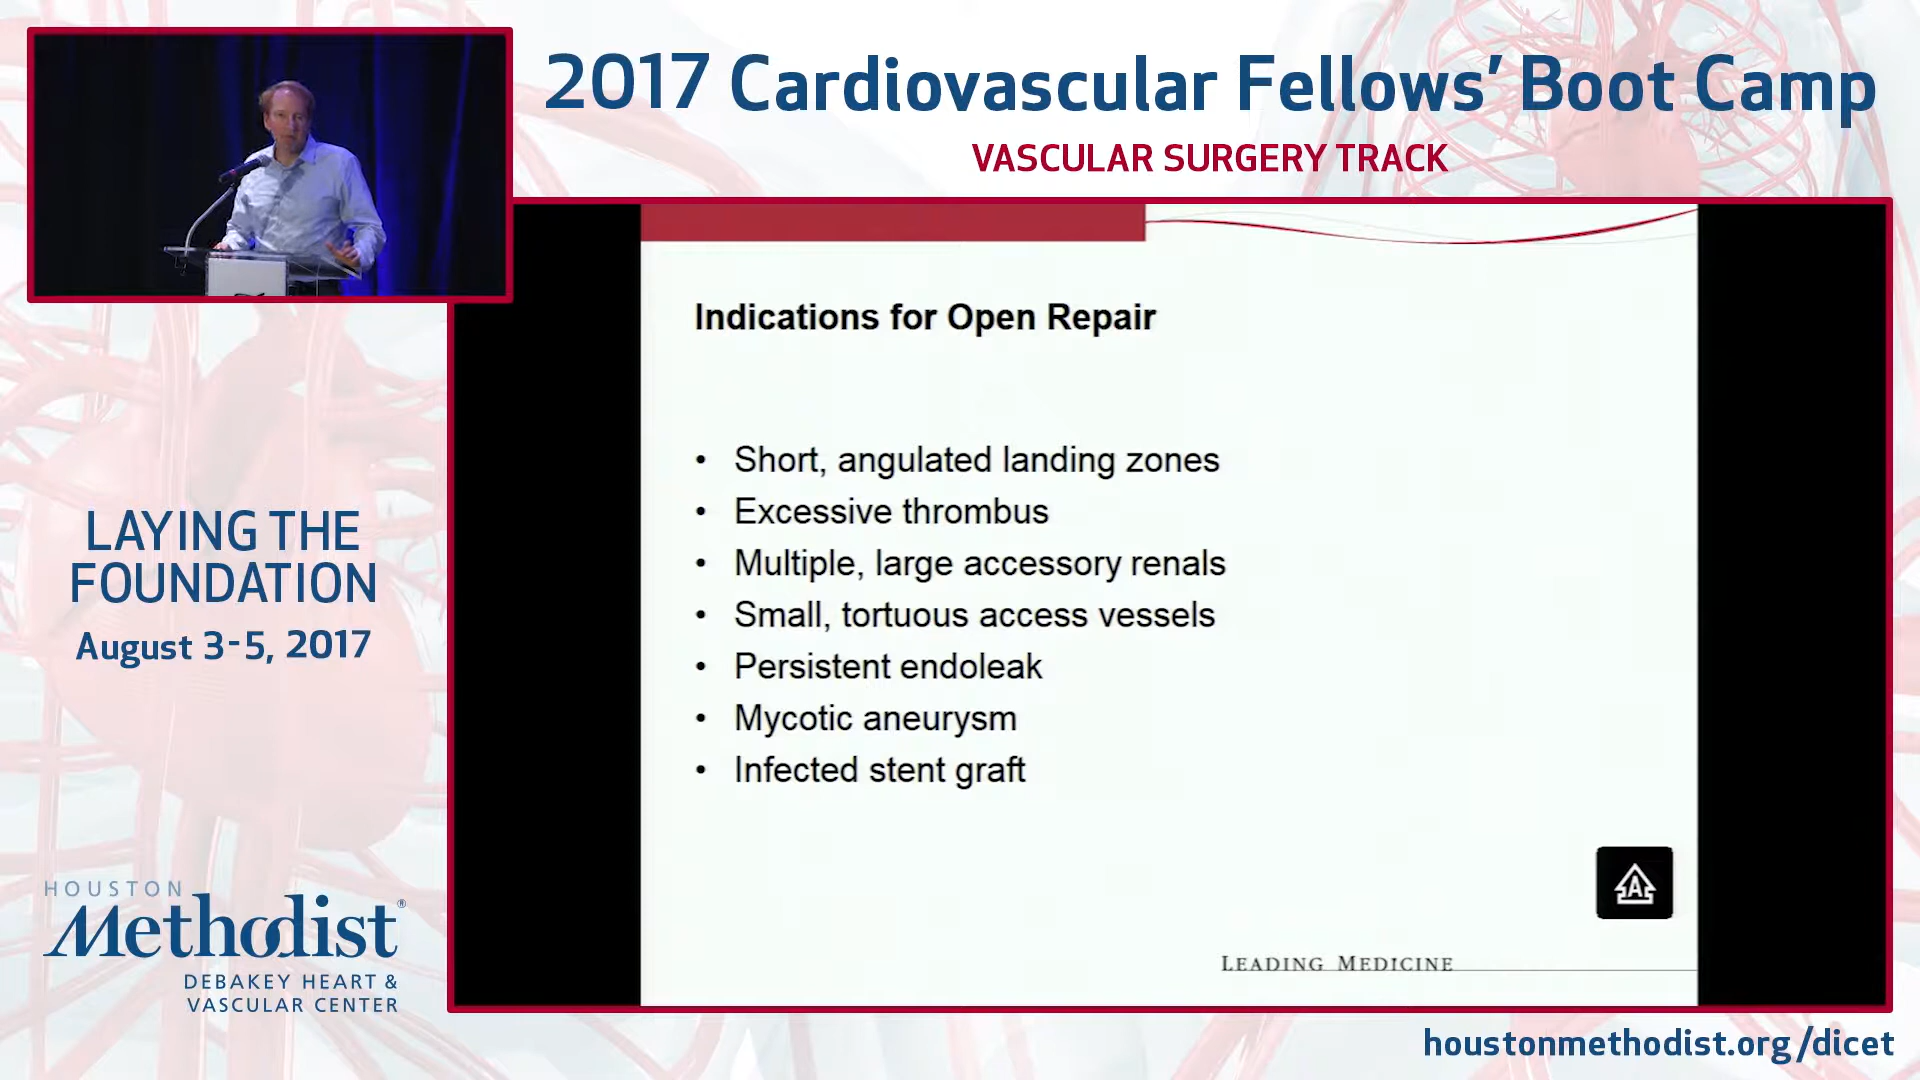 2017 Cardiovascular Fellows’ Boot Camp
VASCULAR SURGERY TRACK
Indications for Open Repair
• Short, angulated landing zones
• Excessive thrombus
• Multiple, large accessory renals
• Small, tortuous access vessels
• Persistent endoleak
• Mycotic aneurysm
• Infected stent graft
A
LEADING MEDICINE
LAYING THE
FOUNDATION
August 3-5, 2017
HOUSTON
Methodist®
DEBAKEY HEART &
VASCULAR CENTER
houstonmethodist.org/dicet